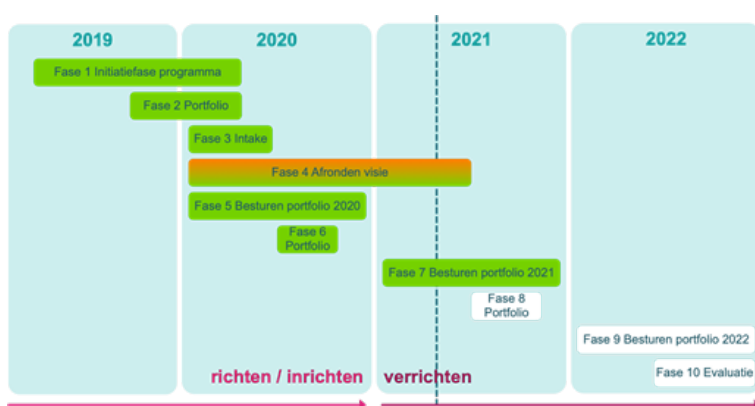 2019
2020
2021
2022
Fase 1 Initiatiefase programma
Fase 2 Portfolio
Fase 3 Intake
Fase 4 Afronden visie
Fase 5 Besturen portfolio 2020
Fase 6
Portfolio
Fase 7 Besturen portfolio 2021
Fase 8
Portfolio
Fase 9 Besturen portfolio 2022
Fase 10 Evaluatie
richten / inrichten
verrichten